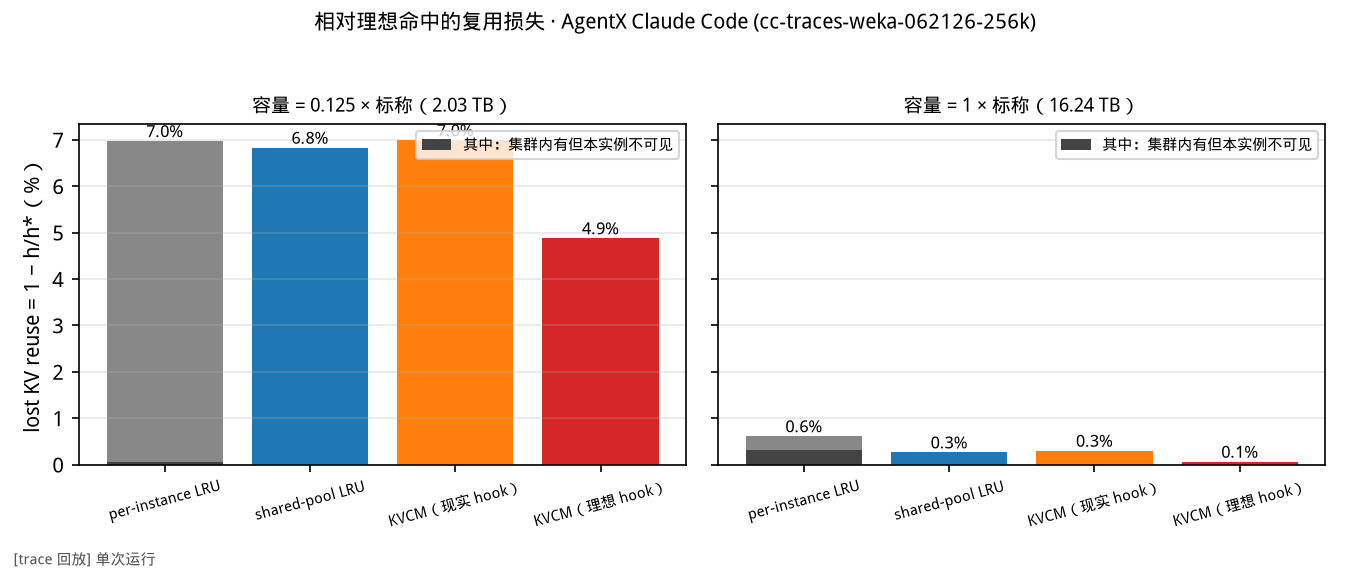 相对理想命中的复用损失 · AgentX Claude Code (cc-traces-weka-062126-256k)
容量 = 0.125 × 标称（2.03 TB）
lost KV reuse = 1 − h/h*（%）
7
6
5
4
3
2
1
0
7.0%
6.8%
7.0%
4.9%
其中：集群内有但本实例不可见
per-instance LRU
shared-pool LRU
KVCM（现实 hook）
KVCM（理想 hook）
容量 = 1 × 标称（16.24 TB）
其中：集群内有但本实例不可见
0.6%
0.3%
0.3%
0.1%
per-instance LRU
shared-pool LRU
KVCM（现实 hook）
KVCM（理想 hook）
[trace 回放] 单次运行